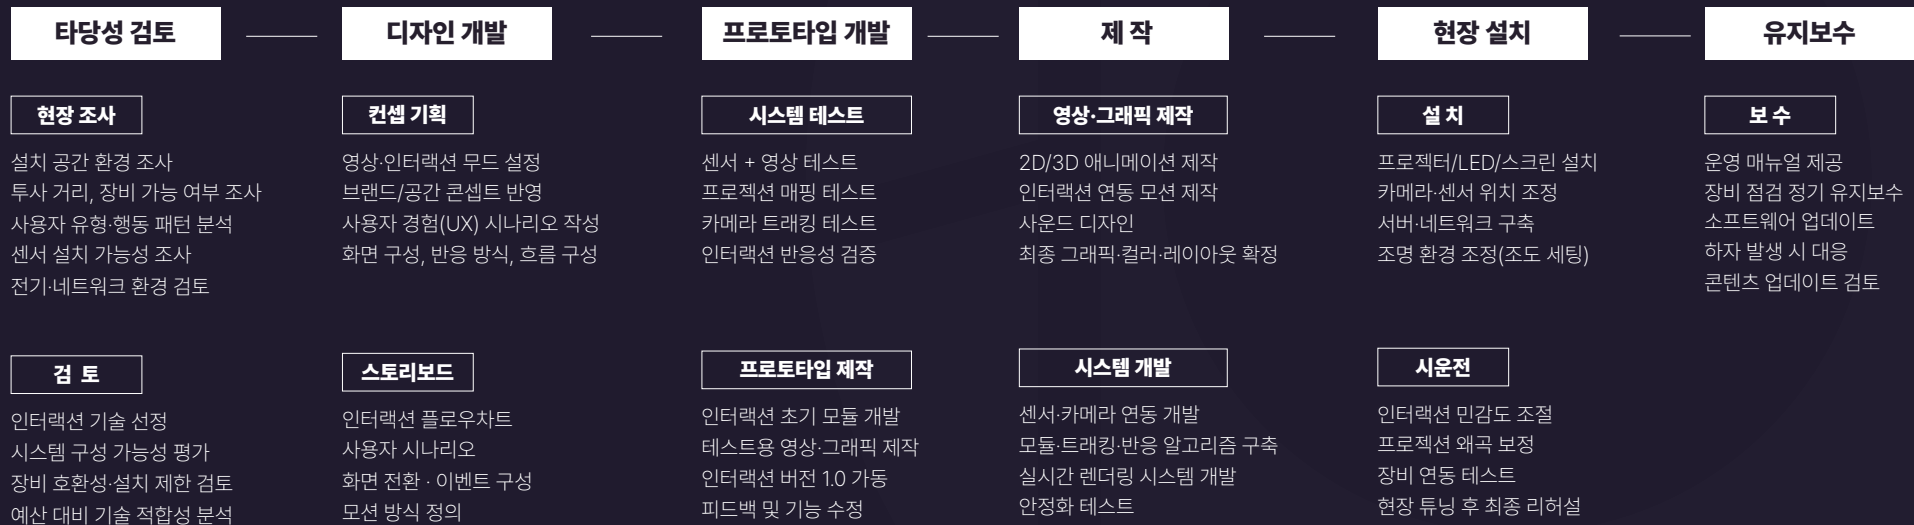 타당성 검토
디자인 개발
프로토타입 개발
제 작
현장 설치
유지보수
현장 조사
설치 공간 환경 조사
투사 거리, 장비 가능 여부 조사
사용자 유형·행동 패턴 분석
센서 설치 가능성 조사
전기·네트워크 환경 검토
검 토
인터랙션 기술 선정
시스템 구성 가능성 평가
장비 호환성·설치 제한 검토
예산 대비 기술 적합성 분석
컨셉 기획
영상·인터랙션 무드 설정
브랜드/공간 콘셉트 반영
사용자 경험(UX) 시나리오 작성
화면 구성, 반응 방식, 흐름 구성
스토리보드
인터랙션 플로우차트
사용자 시나리오
화면 전환 · 이벤트 구성
모션 방식 정의
시스템 테스트
센서 + 영상 테스트
프로젝션 매핑 테스트
카메라 트래킹 테스트
인터랙션 반응성 검증
프로토타입 제작
인터랙션 초기 모듈 개발
테스트용 영상·그래픽 제작
인터랙션 버전 1.0 가동
피드백 및 기능 수정
영상·그래픽 제작
2D/3D 애니메이션 제작
인터랙션 연동 모션 제작
사운드 디자인
최종 그래픽·컬러·레이아웃 확정
시스템 개발
센서·카메라 연동 개발
모듈·트래킹·반응 알고리즘 구축
실시간 렌더링 시스템 개발
안정화 테스트
설 치
프로젝터/LED/스크린 설치
카메라·센서 위치 조정
서버·네트워크 구축
조명 환경 조정(조도 세팅)
시운전
인터랙션 민감도 조절
프로젝션 왜곡 보정
장비 연동 테스트
현장 튜닝 후 최종 리허설
보 수
운영 매뉴얼 제공
장비 점검 정기 유지보수
소프트웨어 업데이트
하자 발생 시 대응
콘텐츠 업데이트 검토